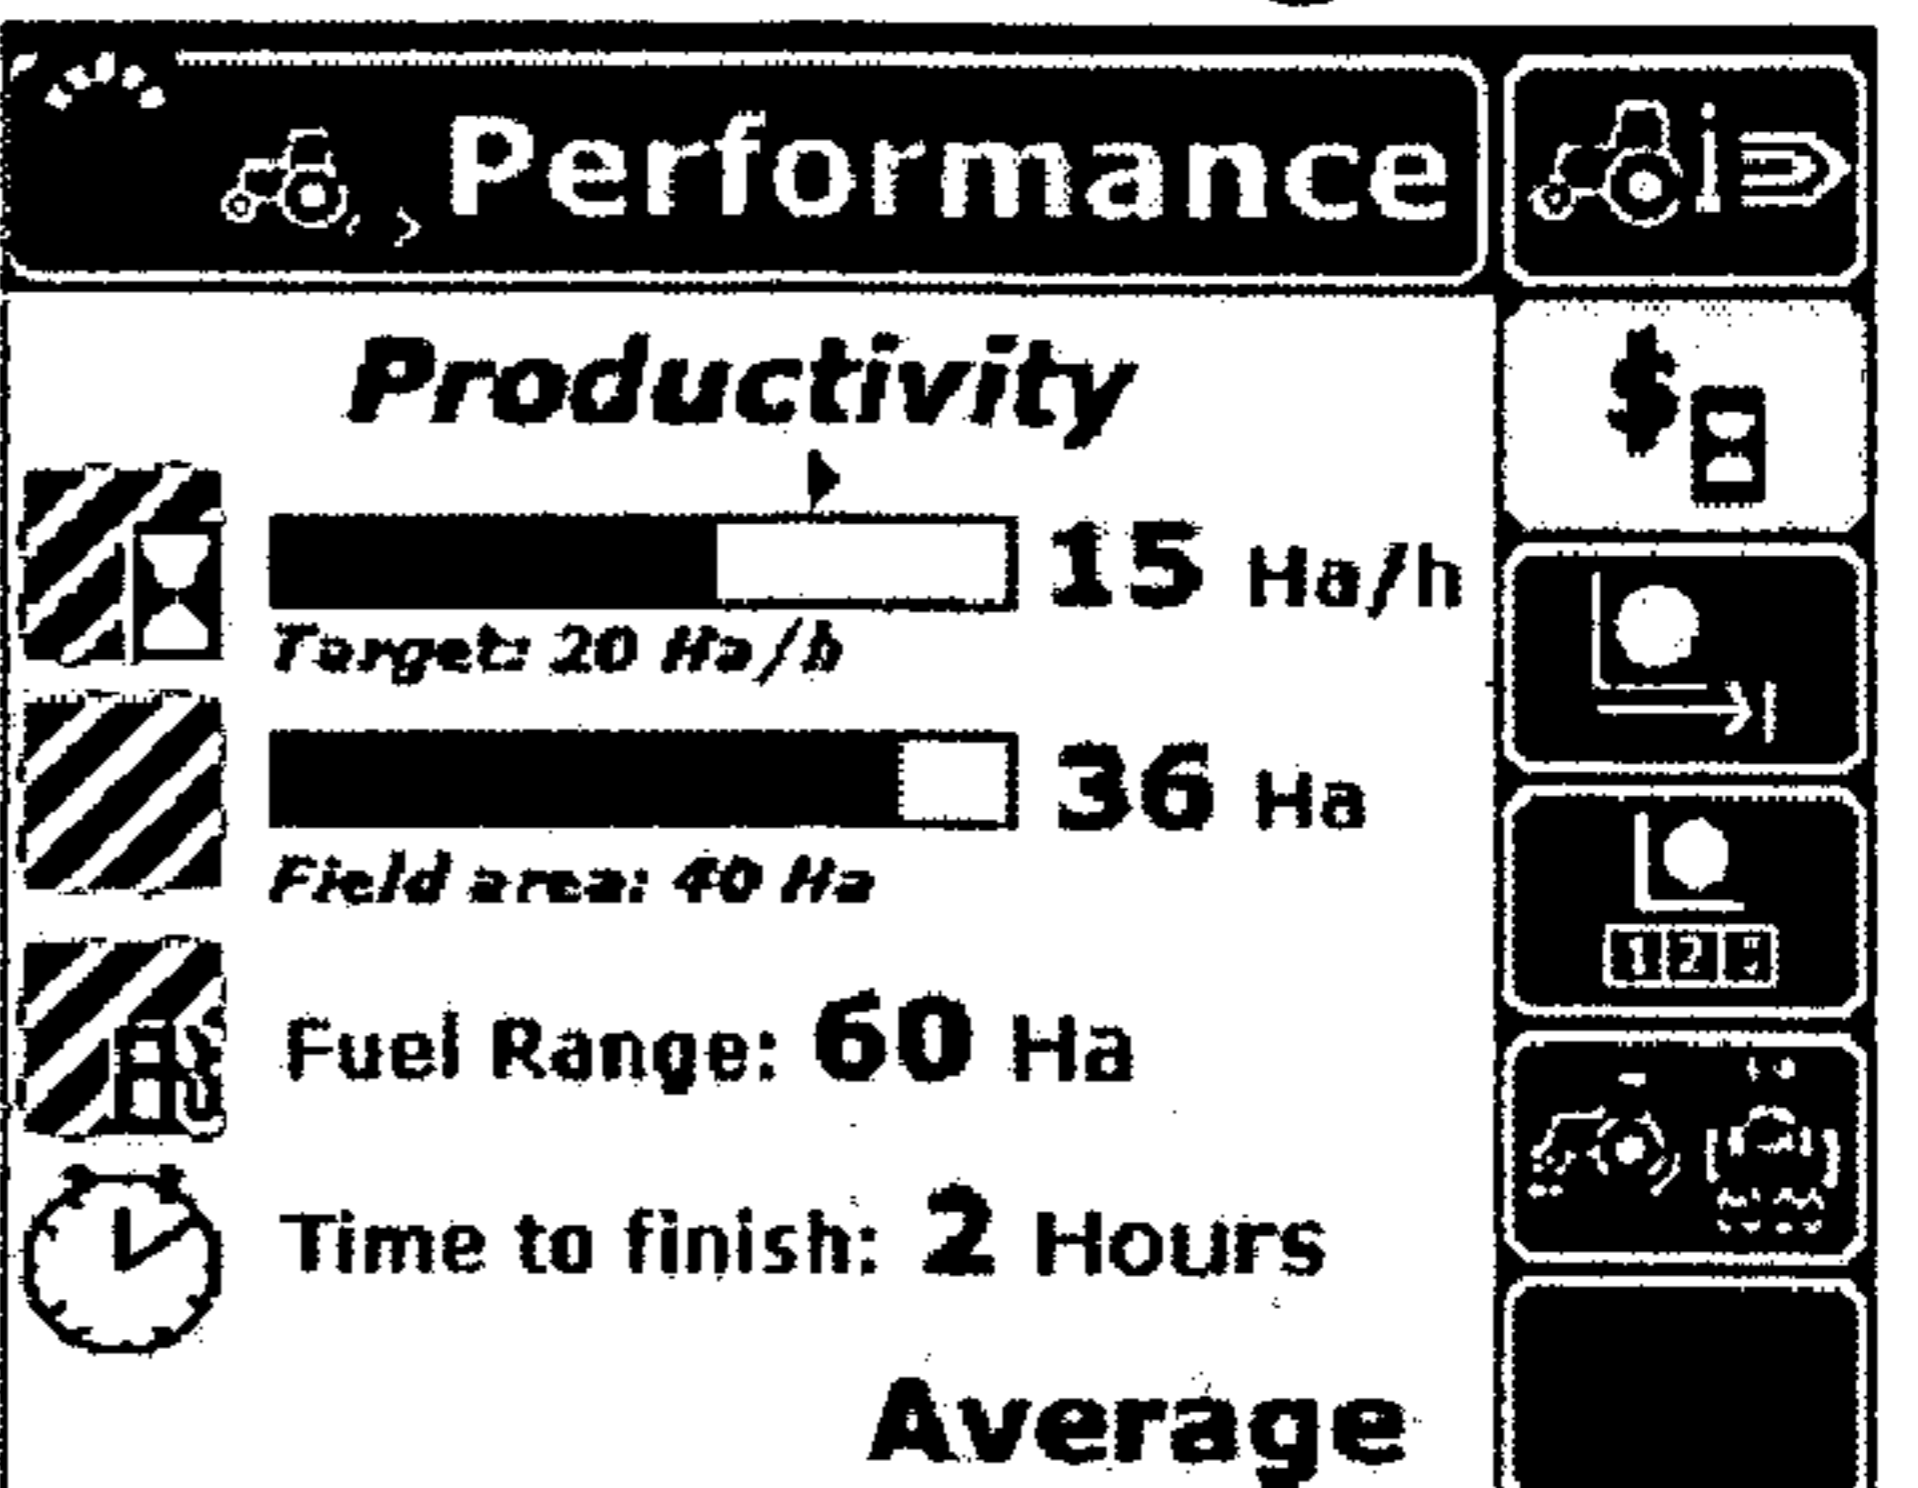 Performance
i
Productivity
$
15 Ha/h
Target: 20 Ha/h
36 Ha
Field area: 40 Ha
Fuel Range: 60 Ha
Time to finish: 2 Hours
Average